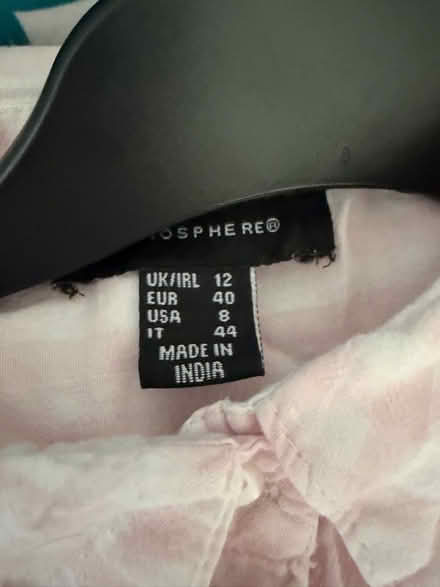 OSPHERE®
UK/IRL 12
EUR 40
USA 8
IT 44
MADE IN
INDIA